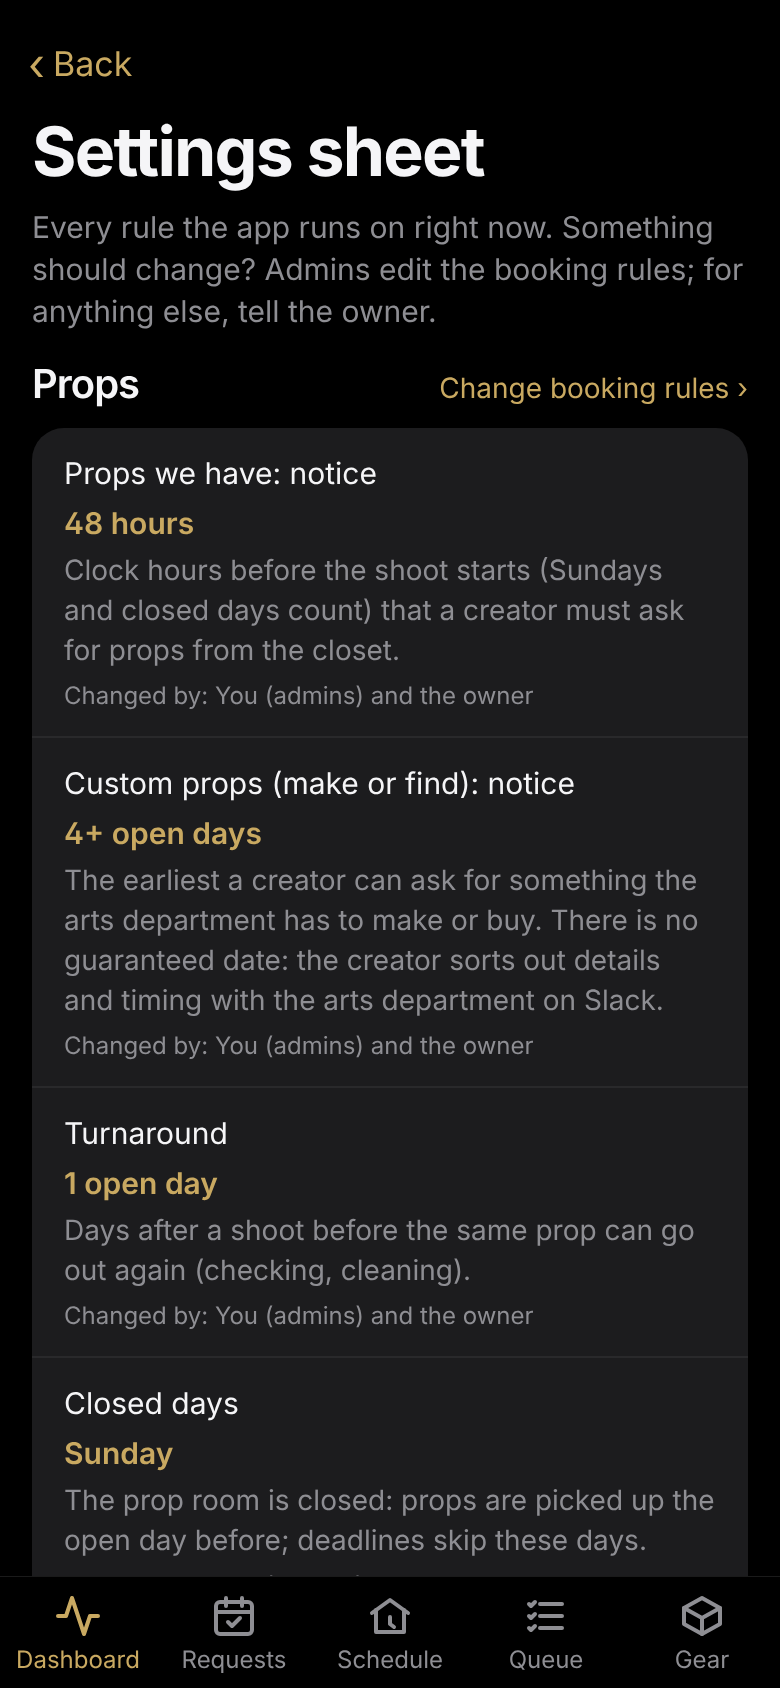 ‹ Back
Settings sheet
Every rule the app runs on right now. Something
should change? Admins edit the booking rules; for
anything else, tell the owner.
Props
Change booking rules ›
Props we have: notice
48 hours
Clock hours before the shoot starts (Sundays
and closed days count) that a creator must ask
for props from the closet.
Changed by: You (admins) and the owner
Custom props (make or find): notice
4+ open days
The earliest a creator can ask for something the
arts department has to make or buy. There is no
guaranteed date: the creator sorts out details
and timing with the arts department on Slack.
Changed by: You (admins) and the owner
Turnaround
1 open day
Days after a shoot before the same prop can go
out again (checking, cleaning).
Changed by: You (admins) and the owner
Closed days
Sunday
The prop room is closed: props are picked up the
open day before; deadlines skip these days.
Dashboard
Requests
Schedule
Queue
Gear